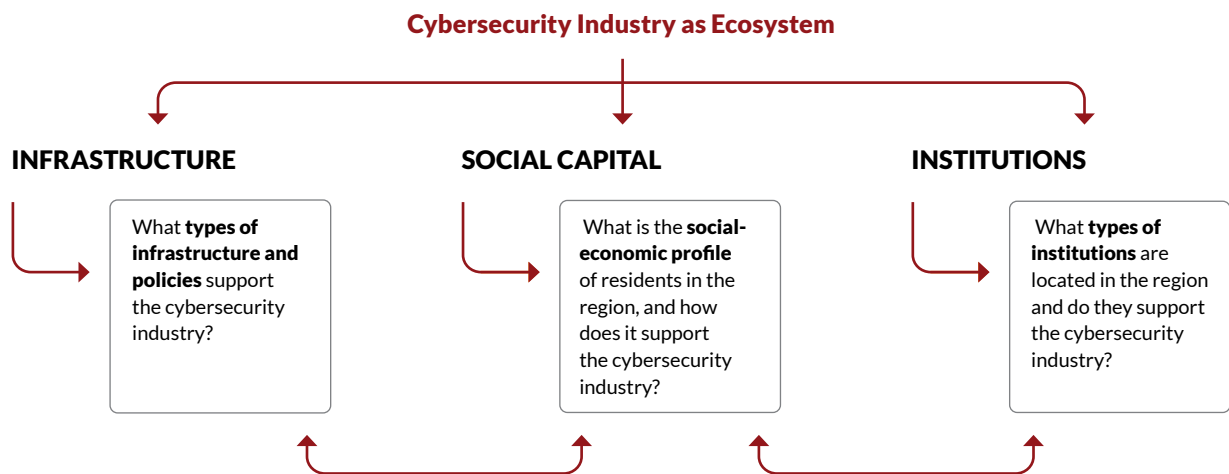 Cybersecurity Industry as Ecosystem
INFRASTRUCTURE
What types of
infrastructure and
policies support
the cybersecurity
industry?
SOCIAL CAPITAL
What is the social-
economic profile
of residents in the
region, and how
does it support
the cybersecurity
industry?
INSTITUTIONS
What types of
institutions are
located in the region
and do they support
the cybersecurity
industry?